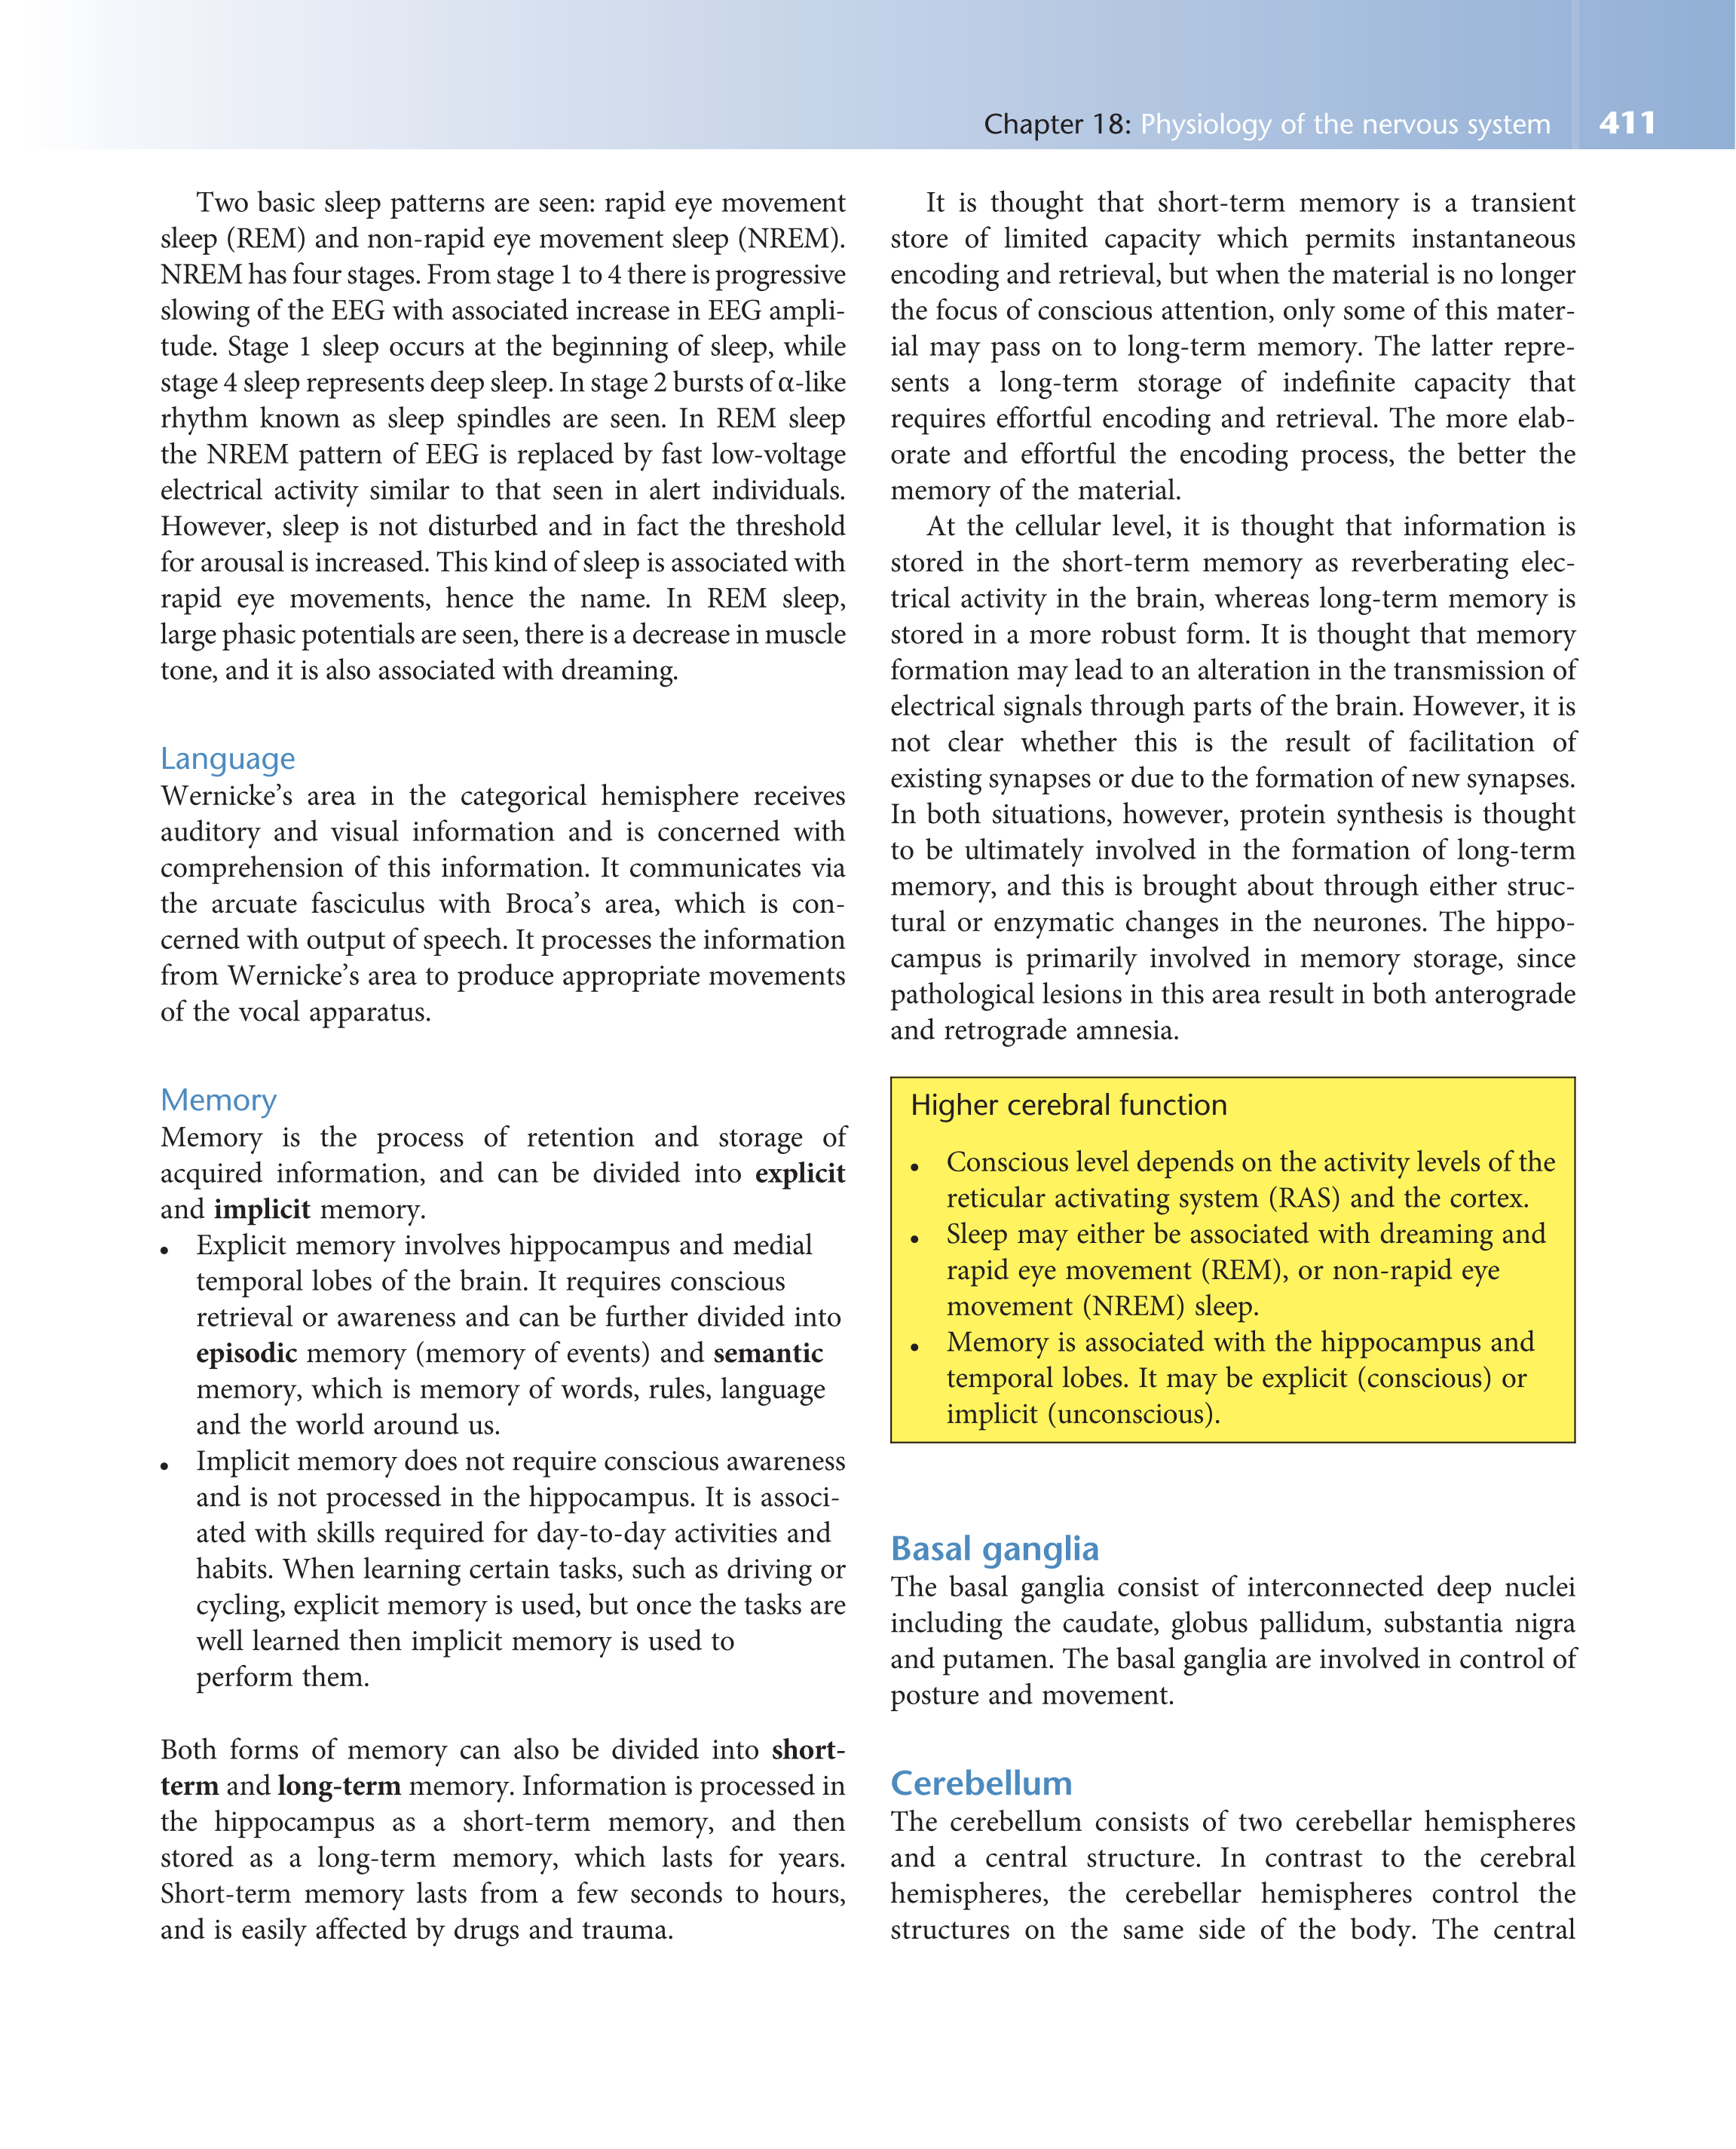 Chapter 18: Physiology of the nervous system 411
Two basic sleep patterns are seen: rapid eye movement
sleep (REM) and non-rapid eye movement sleep (NREM).
NREM has four stages. From stage 1 to 4 there is progressive
slowing of the EEG with associated increase in EEG ampli-
tude. Stage 1 sleep occurs at the beginning of sleep, while
stage 4 sleep represents deep sleep. In stage 2 bursts of α-like
rhythm known as sleep spindles are seen. In REM sleep
the NREM pattern of EEG is replaced by fast low-voltage
electrical activity similar to that seen in alert individuals.
However, sleep is not disturbed and in fact the threshold
for arousal is increased. This kind of sleep is associated with
rapid eye movements, hence the name. In REM sleep,
large phasic potentials are seen, there is a decrease in muscle
tone, and it is also associated with dreaming.
Language
Wernicke’s area in the categorical hemisphere receives
auditory and visual information and is concerned with
comprehension of this information. It communicates via
the arcuate fasciculus with Broca’s area, which is con-
cerned with output of speech. It processes the information
from Wernicke’s area to produce appropriate movements
of the vocal apparatus.
Memory
Memory is the process of retention and storage of
acquired information, and can be divided into explicit
and implicit memory.
• Explicit memory involves hippocampus and medial
temporal lobes of the brain. It requires conscious
retrieval or awareness and can be further divided into
episodic memory (memory of events) and semantic
memory, which is memory of words, rules, language
and the world around us.
• Implicit memory does not require conscious awareness
and is not processed in the hippocampus. It is associ-
ated with skills required for day-to-day activities and
habits. When learning certain tasks, such as driving or
cycling, explicit memory is used, but once the tasks are
well learned then implicit memory is used to
perform them.
Both forms of memory can also be divided into short-
term and long-term memory. Information is processed in
the hippocampus as a short-term memory, and then
stored as a long-term memory, which lasts for years.
Short-term memory lasts from a few seconds to hours,
and is easily affected by drugs and trauma.
It is thought that short-term memory is a transient
store of limited capacity which permits instantaneous
encoding and retrieval, but when the material is no longer
the focus of conscious attention, only some of this mater-
ial may pass on to long-term memory. The latter repre-
sents a long-term storage of indefinite capacity that
requires effortful encoding and retrieval. The more elab-
orate and effortful the encoding process, the better the
memory of the material.
At the cellular level, it is thought that information is
stored in the short-term memory as reverberating elec-
trical activity in the brain, whereas long-term memory is
stored in a more robust form. It is thought that memory
formation may lead to an alteration in the transmission of
electrical signals through parts of the brain. However, it is
not clear whether this is the result of facilitation of
existing synapses or due to the formation of new synapses.
In both situations, however, protein synthesis is thought
to be ultimately involved in the formation of long-term
memory, and this is brought about through either struc-
tural or enzymatic changes in the neurones. The hippo-
campus is primarily involved in memory storage, since
pathological lesions in this area result in both anterograde
and retrograde amnesia.
Higher cerebral function
• Conscious level depends on the activity levels of the
reticular activating system (RAS) and the cortex.
• Sleep may either be associated with dreaming and
rapid eye movement (REM), or non-rapid eye
movement (NREM) sleep.
• Memory is associated with the hippocampus and
temporal lobes. It may be explicit (conscious) or
implicit (unconscious).
Basal ganglia
The basal ganglia consist of interconnected deep nuclei
including the caudate, globus pallidum, substantia nigra
and putamen. The basal ganglia are involved in control of
posture and movement.
Cerebellum
The cerebellum consists of two cerebellar hemispheres
and a central structure. In contrast to the cerebral
hemispheres, the cerebellar hemispheres control the
structures on the same side of the body. The central